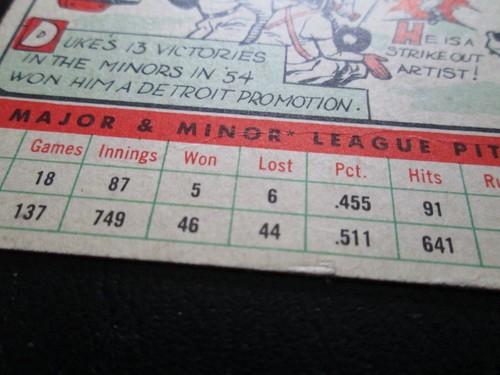 DUKE'S 13 VICTORIES
IN THE MINORS IN '54
WON HIM A DETROIT PROMOTION.
HE IS A
STRIKE OUT
ARTIST!
MAJOR & MINOR* LEAGUE PIT
Games Innings Won Lost Pct. Hits Ru
18 87 5 6 .455 91
137 749 46 44 .511 641